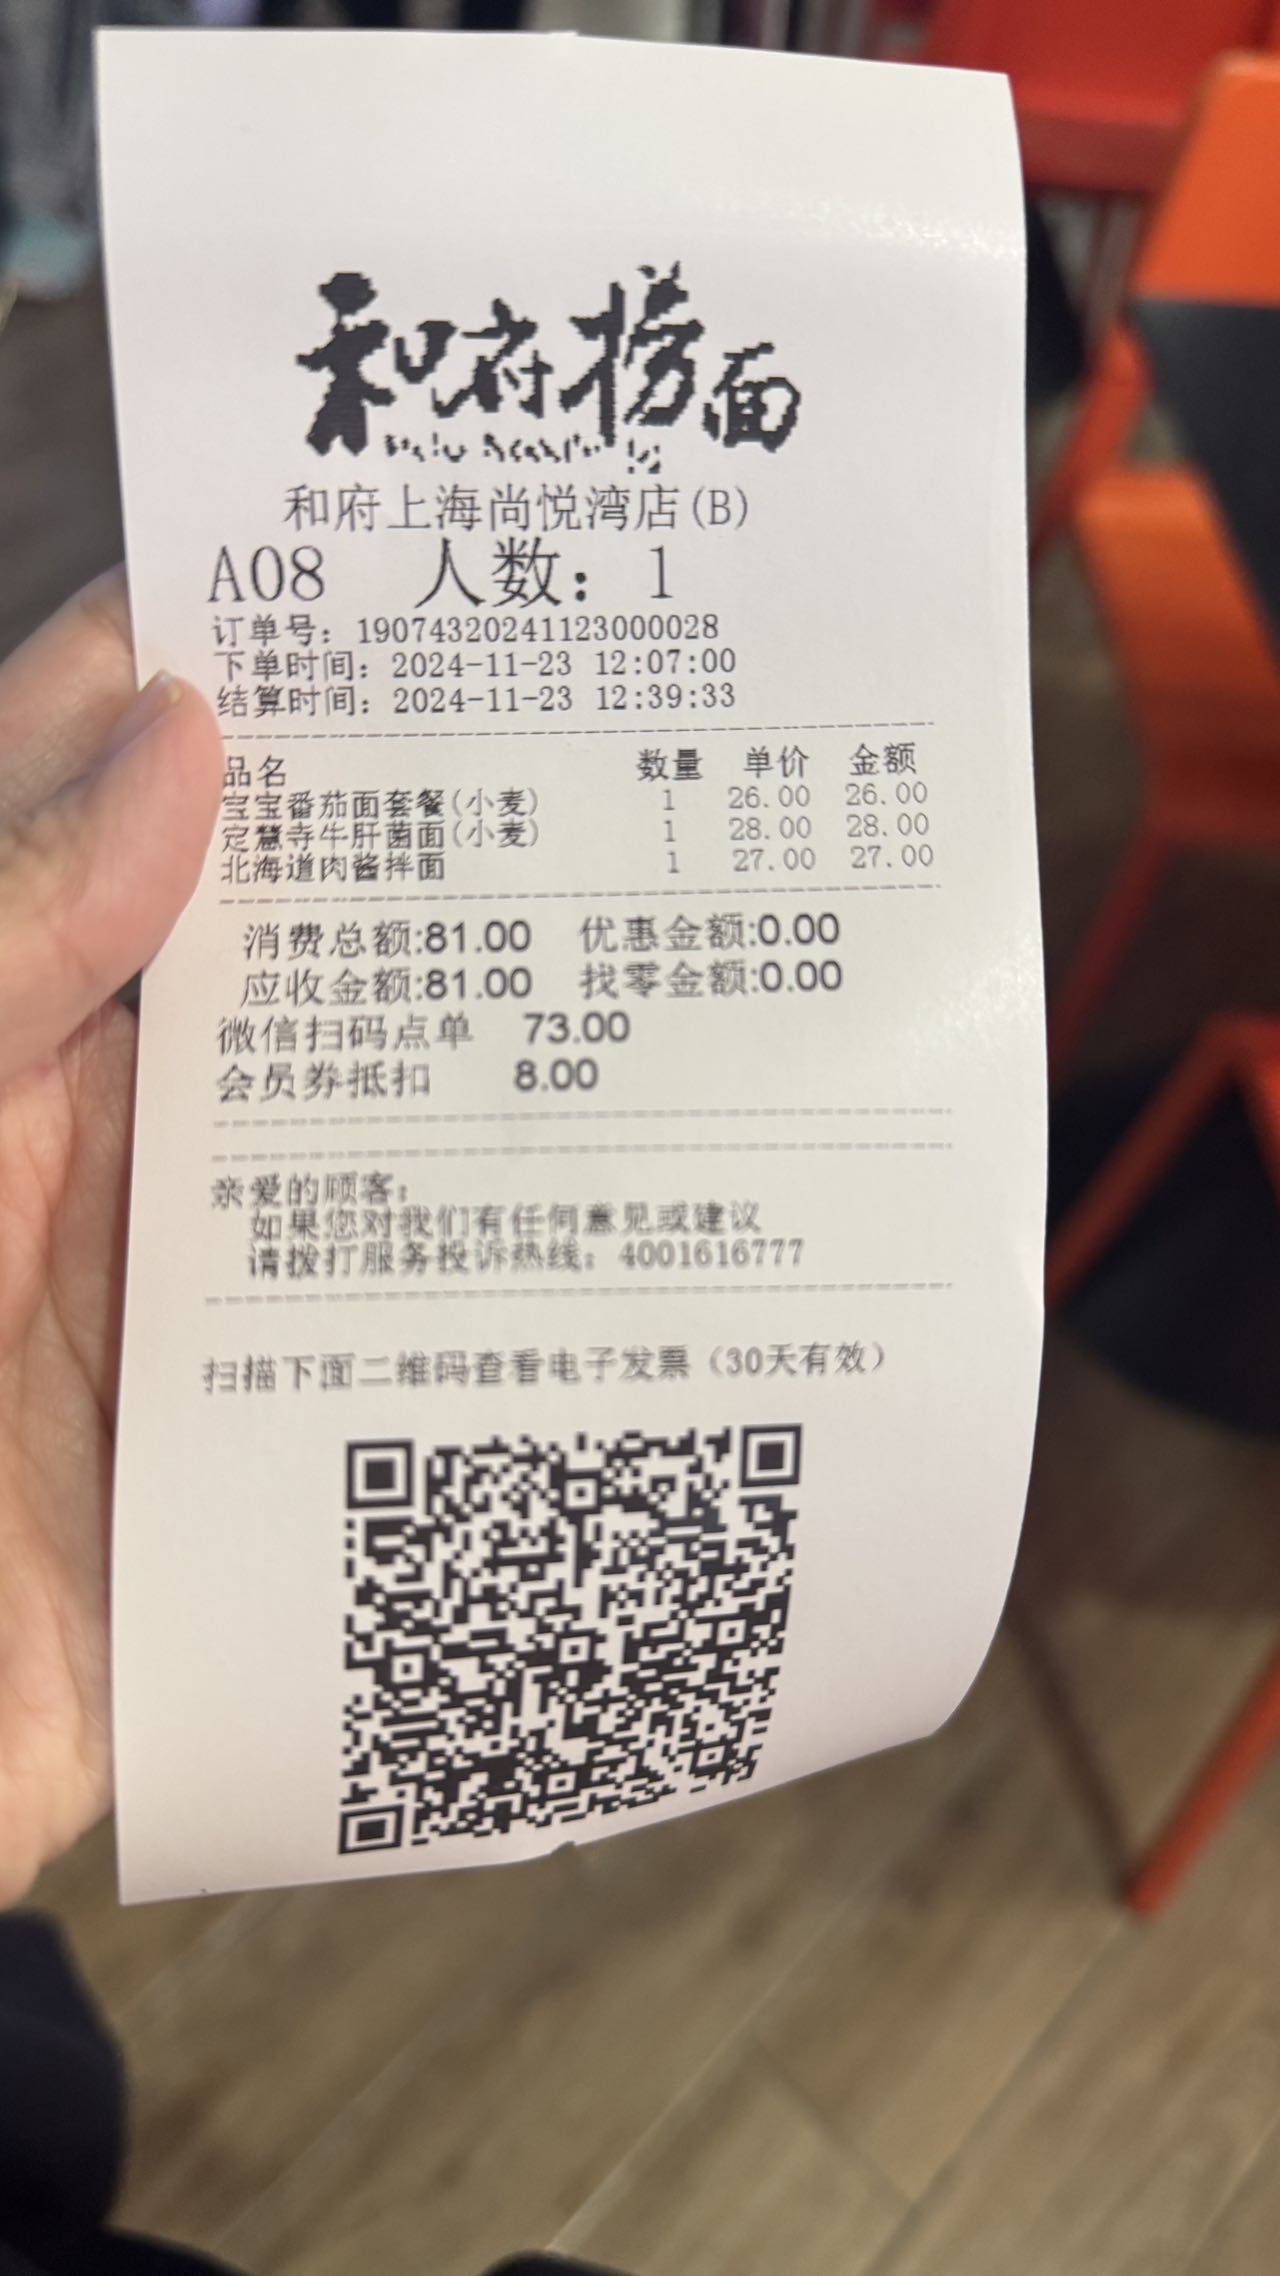 和府捞面
和府上海尚悦湾店(B)
A08 人数：1
订单号：19074320241123000028
下单时间：2024-11-23 12:07:00
结算时间：2024-11-23 12:39:33
品名 数量 单价 金额
宝宝番茄面套餐(小麦) 1 26.00 26.00
定慧寺牛肝菌面(小麦) 1 28.00 28.00
北海道肉酱拌面 1 27.00 27.00
消费总额:81.00 优惠金额:0.00
应收金额:81.00 找零金额:0.00
微信扫码点单 73.00
会员券抵扣 8.00
亲爱的顾客：
如果您对我们有任何意见或建议
请拨打服务投诉热线：4001616777
扫描下面二维码查看电子发票（30天有效）